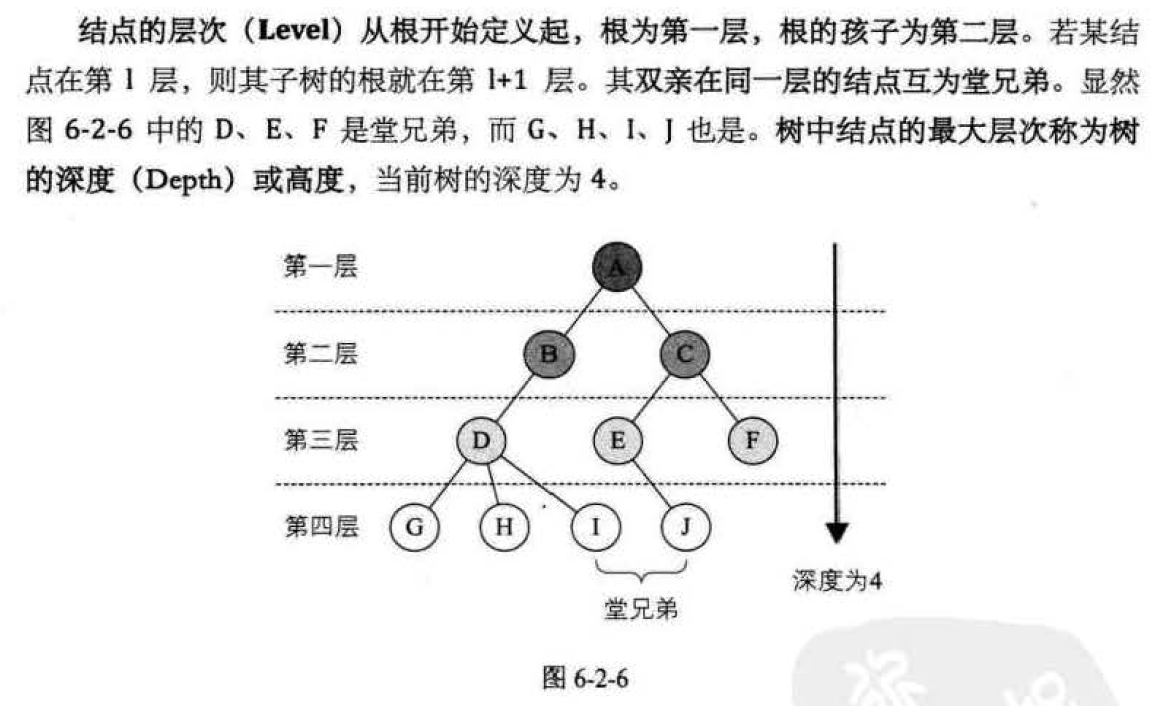 结点的层次（Level）从根开始定义起，根为第一层，根的孩子为第二层。若某结
点在第 l 层，则其子树的根就在第 l+1 层。其双亲在同一层的结点互为堂兄弟。显然
图 6-2-6 中的 D、E、F 是堂兄弟，而 G、H、I、J 也是。树中结点的最大层次称为树
的深度（Depth）或高度，当前树的深度为 4。
第一层 A
第二层 B C
第三层 D E F
第四层 G H I J
深度为4
堂兄弟
图 6-2-6